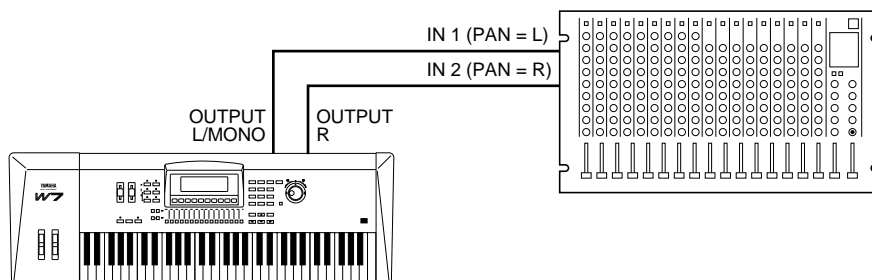 IN 1 (PAN = L)
IN 2 (PAN = R)
OUTPUT
L/MONO
OUTPUT
R
YAMAHA
W7